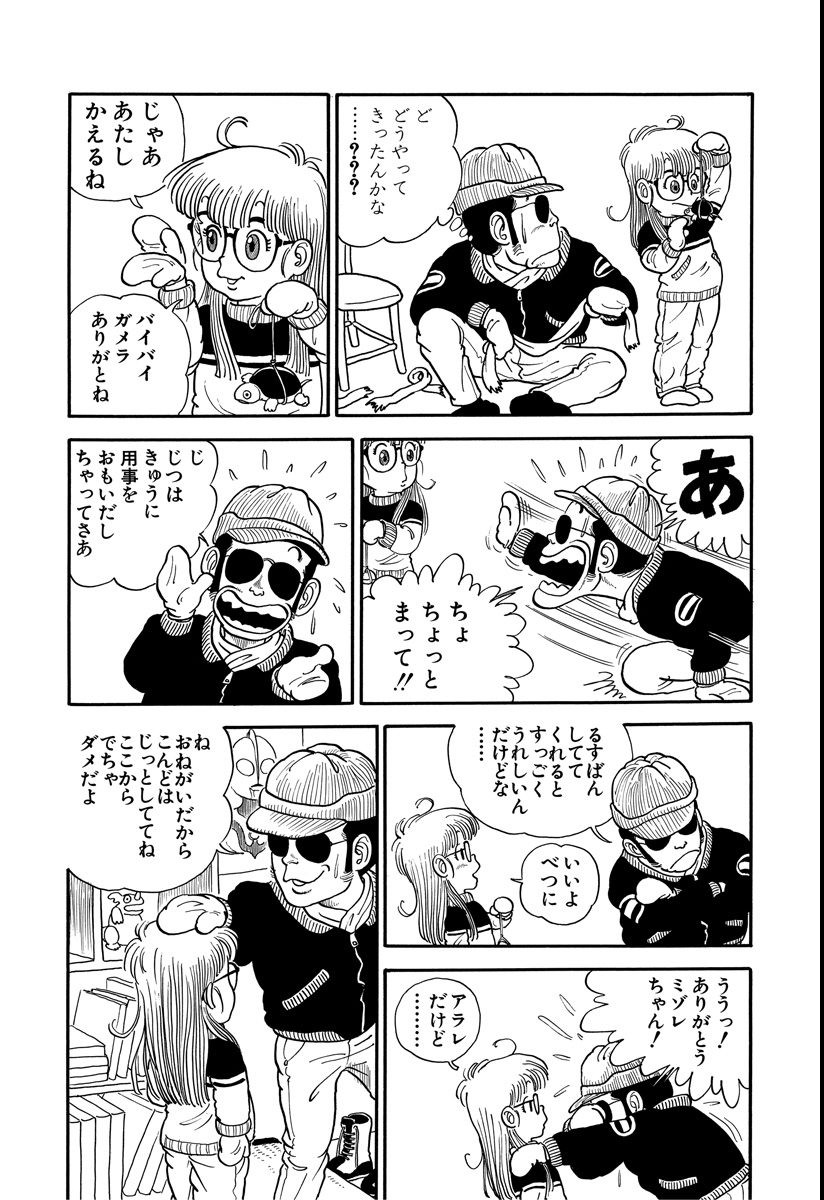 ど
どうやって
きったんかな
……？？？
じゃあ
あたし
かえるね
バイバイ
ガメラ
ありがとね
あ
ちょ
ちょっと
まって!!
じ
じつは
きゅうに
用事を
おもいだし
ちゃってさあ
るすばん
してて
くれると
すっごく
うれしいん
だけどな
……
いいよ
べつに
ううっ！
ありがとう
ミゾレ
ちゃん！
アラレ
だけど
………
ね
おねがいだから
こんどは
じっとしててね
ここから
でちゃ
ダメだよ